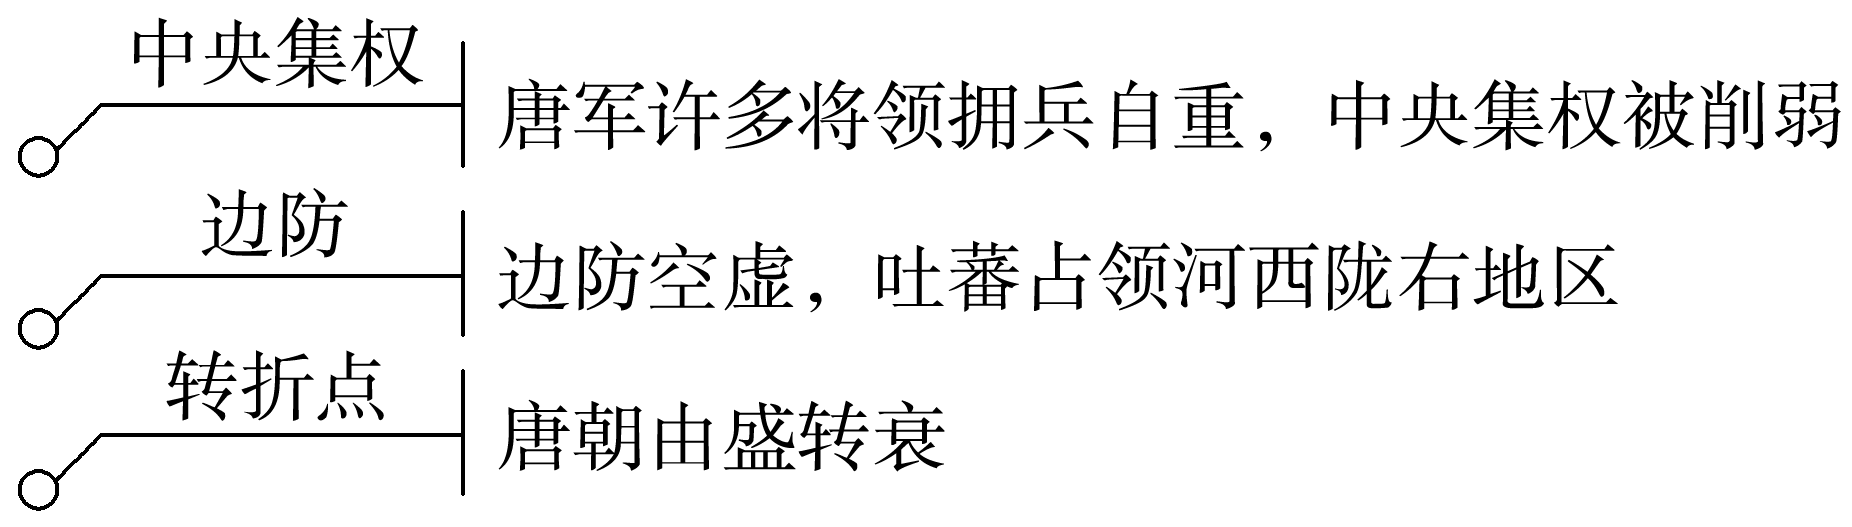 中央集权
唐军许多将领拥兵自重，中央集权被削弱
边防
边防空虚，吐蕃占领河西陇右地区
转折点
唐朝由盛转衰